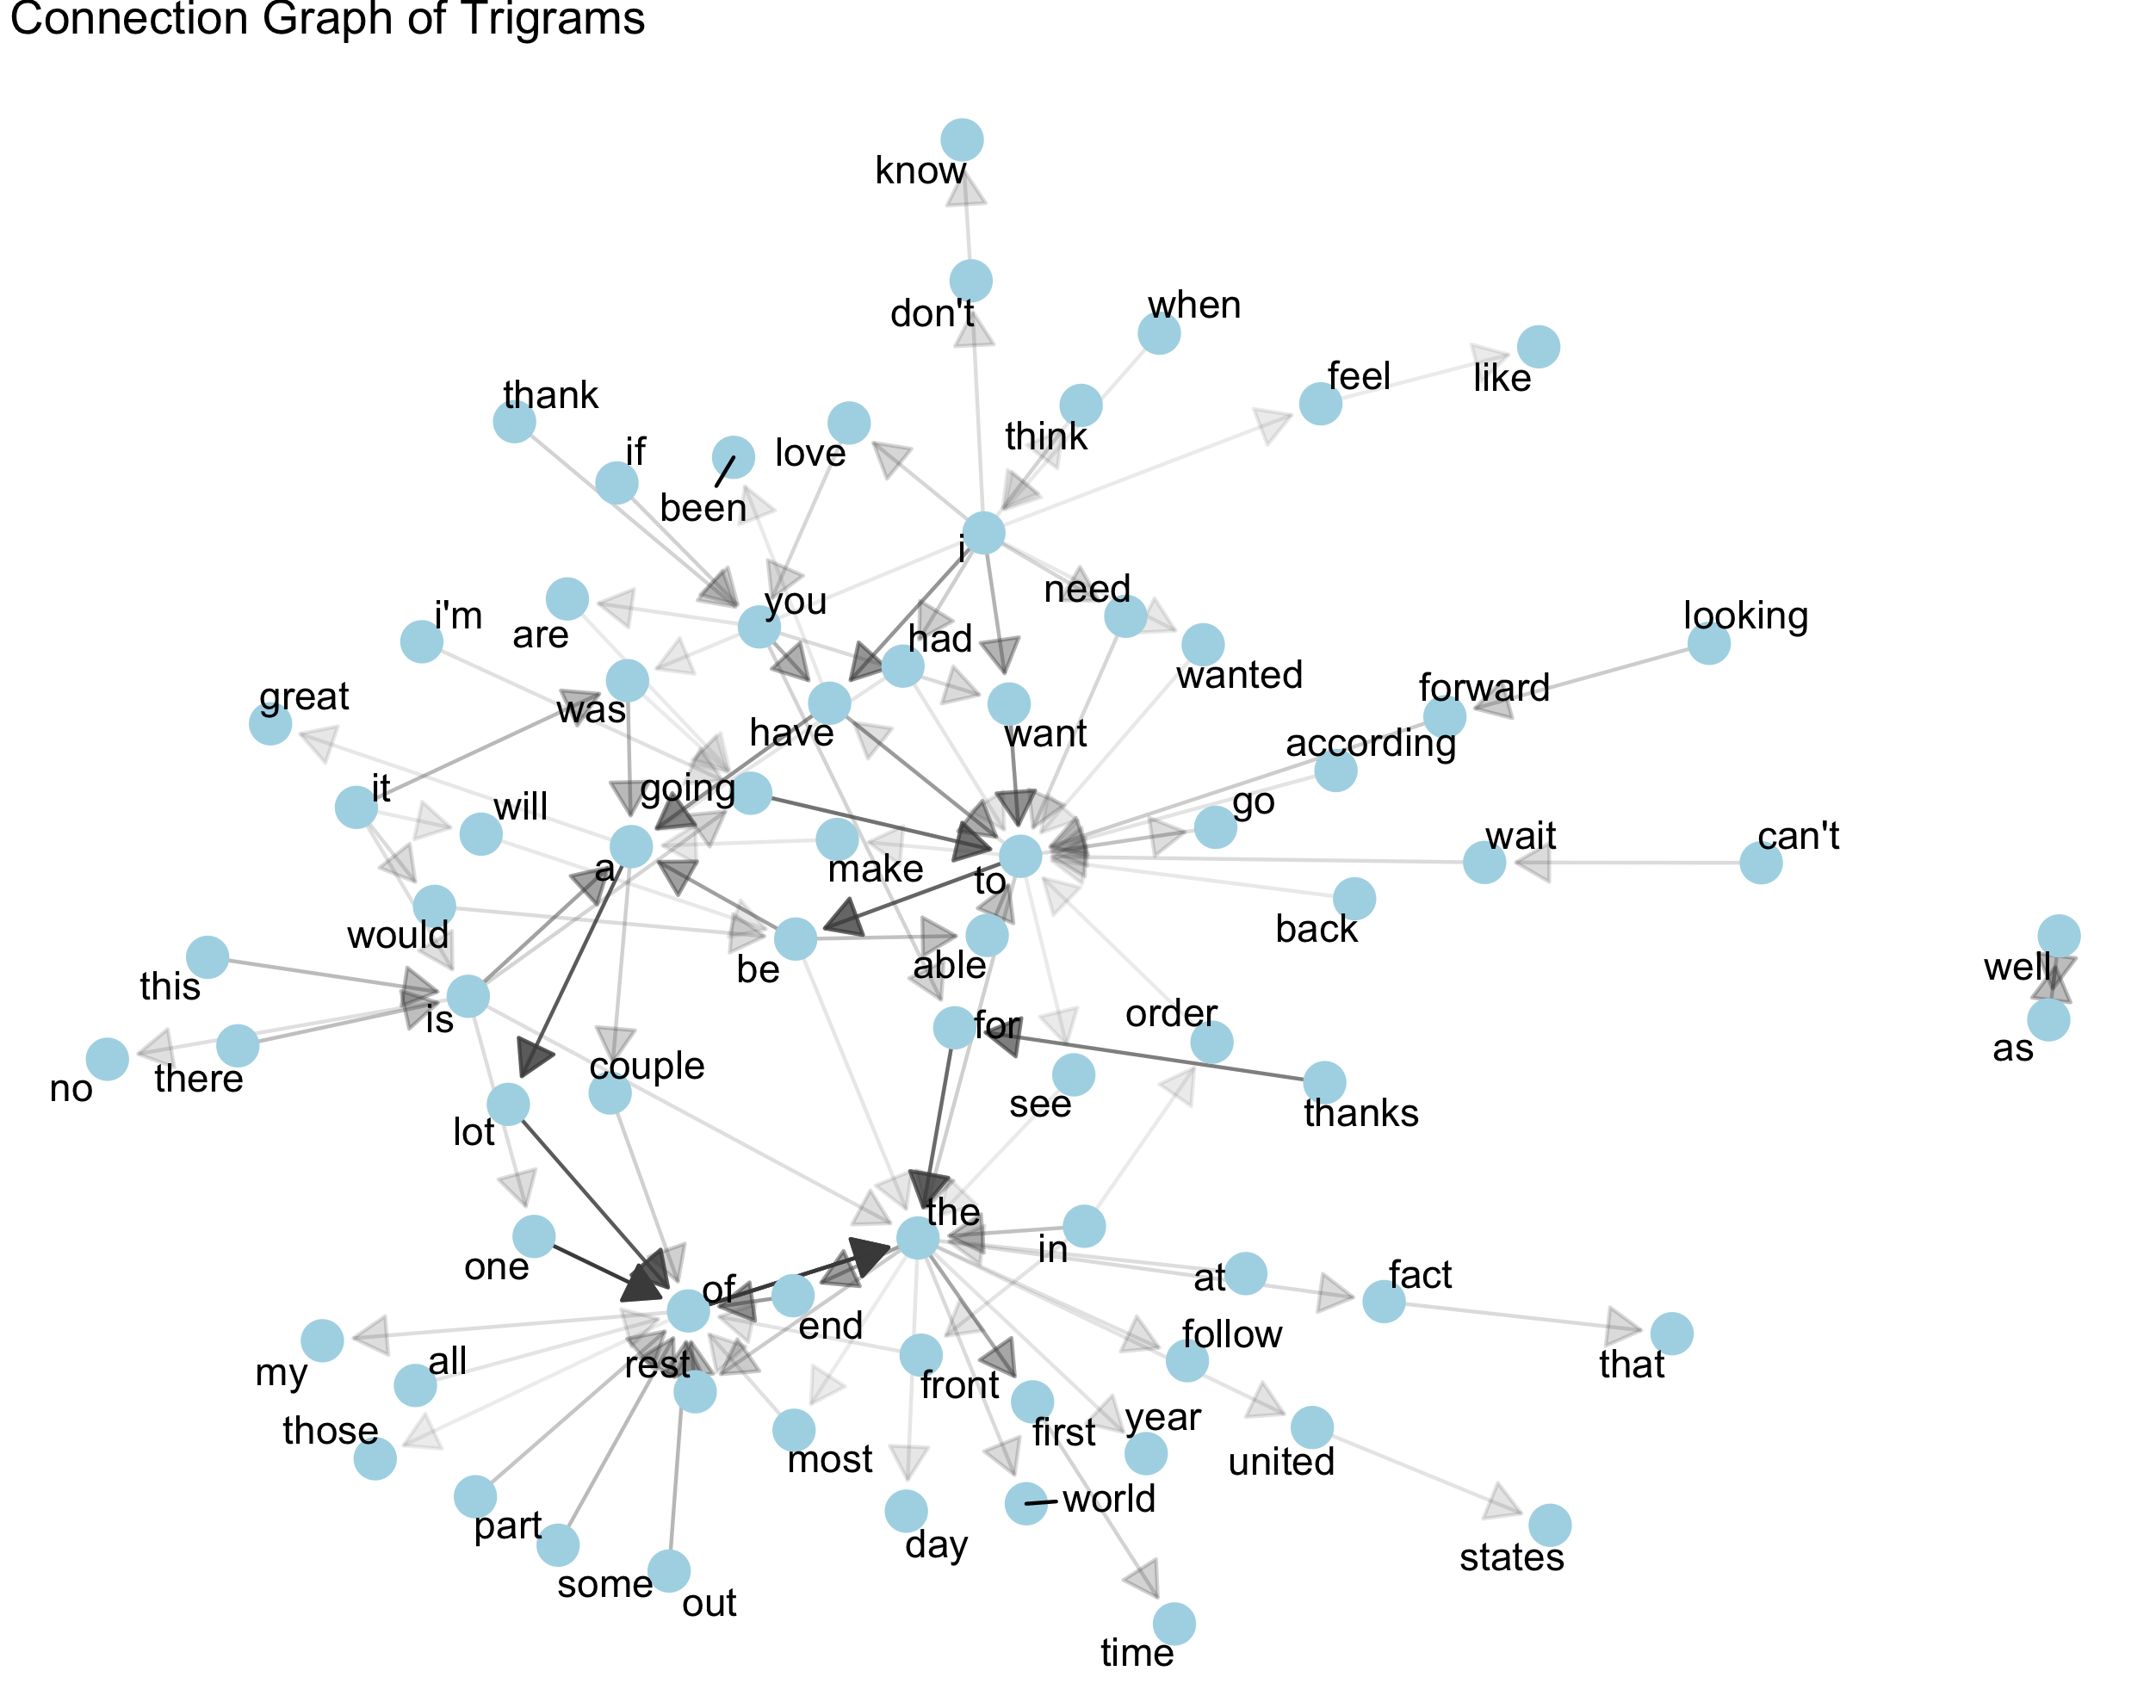 Connection Graph of Trigrams
know
don't
when
feel
like
thank
if
love
think
been
i
need
you
i'm
are
had
looking
wanted
forward
great
was
have
want
according
it
will
going
go
wait
can't
a
make
to
would
be
able
back
well
this
is
for
order
as
no
there
couple
see
thanks
lot
the
one
in
of
at
fact
end
follow
my
all
rest
front
that
those
first
year
most
united
world
part
day
some
out
states
time